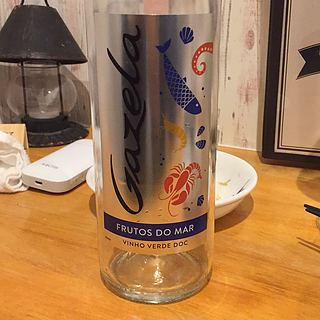 Gazela
FRUTOS DO MAR
VINHO VERDE DOC